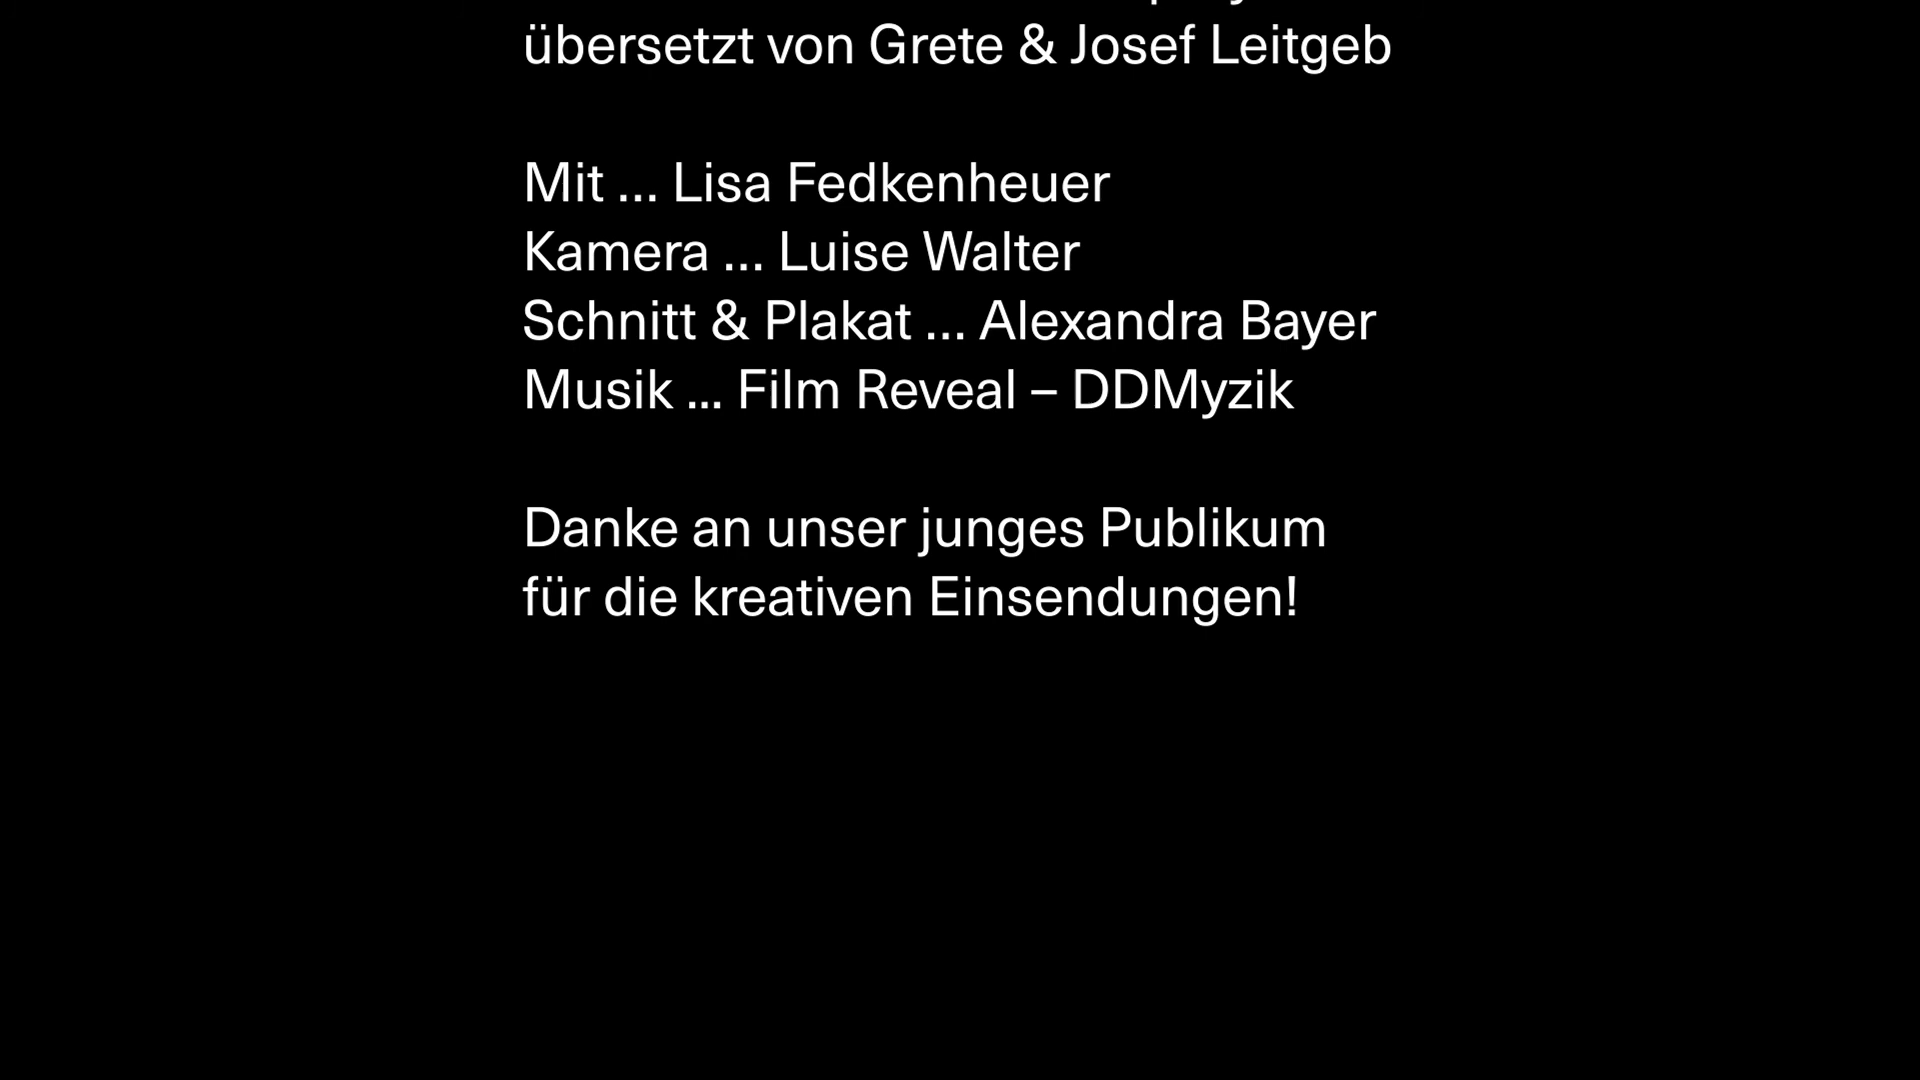 übersetzt von Grete & Josef Leitgeb
Mit ... Lisa Fedkenheuer
Kamera ... Luise Walter
Schnitt & Plakat ... Alexandra Bayer
Musik ... Film Reveal – DDMyzik
Danke an unser junges Publikum
für die kreativen Einsendungen!